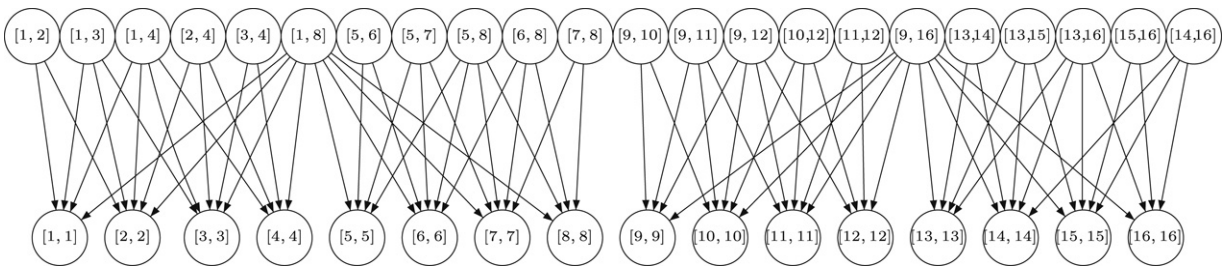 [1, 2] [1, 3] [1, 4] [2, 4] [3, 4] [1, 8] [5, 6] [5, 7] [5, 8] [6, 8] [7, 8] [9, 10] [9, 11] [9, 12] [10,12] [11,12] [9, 16] [13,14] [13,15] [13,16] [15,16] [14,16]
[1, 1] [2, 2] [3, 3] [4, 4] [5, 5] [6, 6] [7, 7] [8, 8] [9, 9] [10, 10] [11, 11] [12, 12] [13, 13] [14, 14] [15, 15] [16, 16]